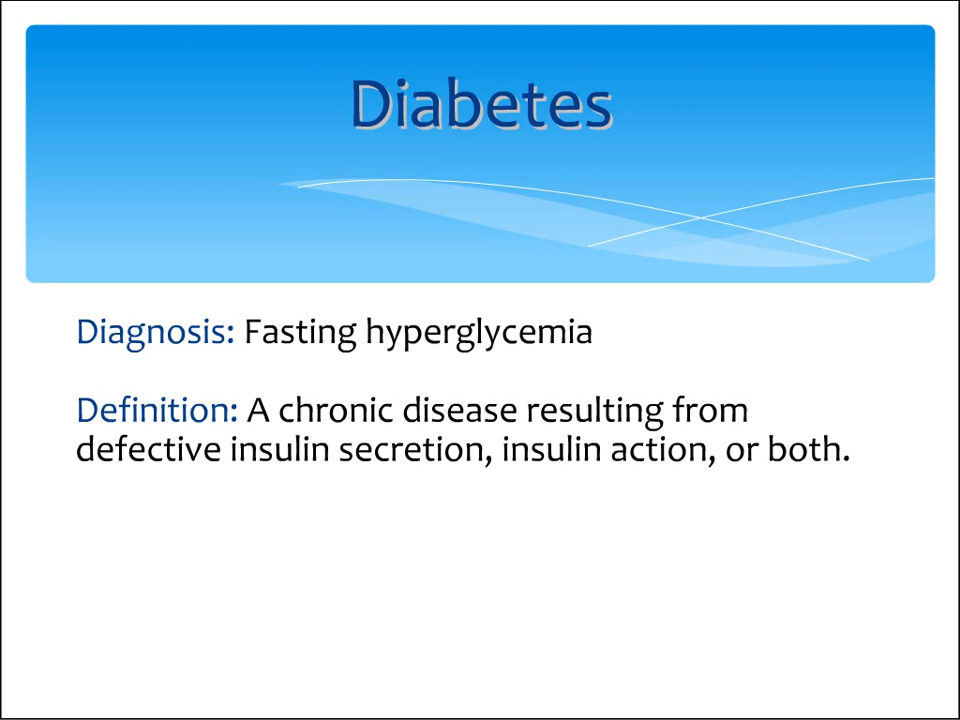 Diabetes
Diagnosis: Fasting hyperglycemia
Definition: A chronic disease resulting from
defective insulin secretion, insulin action, or both.